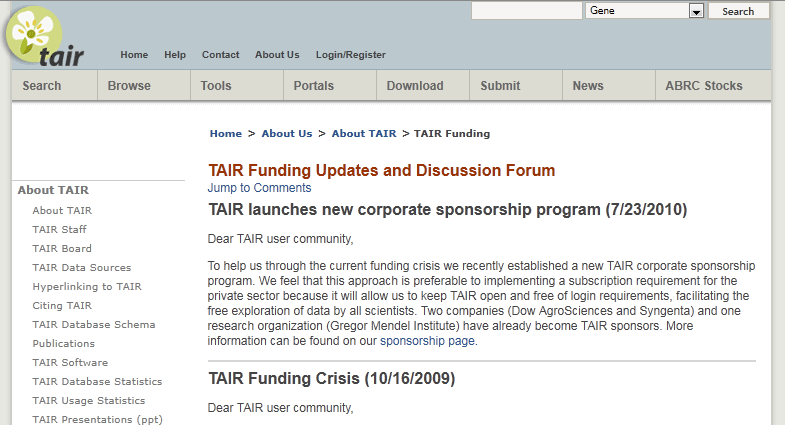 Gene
Search
tair
Home Help Contact About Us Login/Register
Search Browse Tools Portals Download Submit News ABRC Stocks
Home > About Us > About TAIR > TAIR Funding
About TAIR
About TAIR
TAIR Staff
TAIR Board
TAIR Data Sources
Hyperlinking to TAIR
Citing TAIR
TAIR Database Schema
Publications
TAIR Software
TAIR Database Statistics
TAIR Usage Statistics
TAIR Presentations (ppt)
TAIR Funding Updates and Discussion Forum
Jump to Comments
TAIR launches new corporate sponsorship program (7/23/2010)
Dear TAIR user community,
To help us through the current funding crisis we recently established a new TAIR corporate sponsorship
program. We feel that this approach is preferable to implementing a subscription requirement for the
private sector because it will allow us to keep TAIR open and free of login requirements, facilitating the
free exploration of data by all scientists. Two companies (Dow AgroSciences and Syngenta) and one
research organization (Gregor Mendel Institute) have already become TAIR sponsors. More
information can be found on our sponsorship page.
TAIR Funding Crisis (10/16/2009)
Dear TAIR user community,